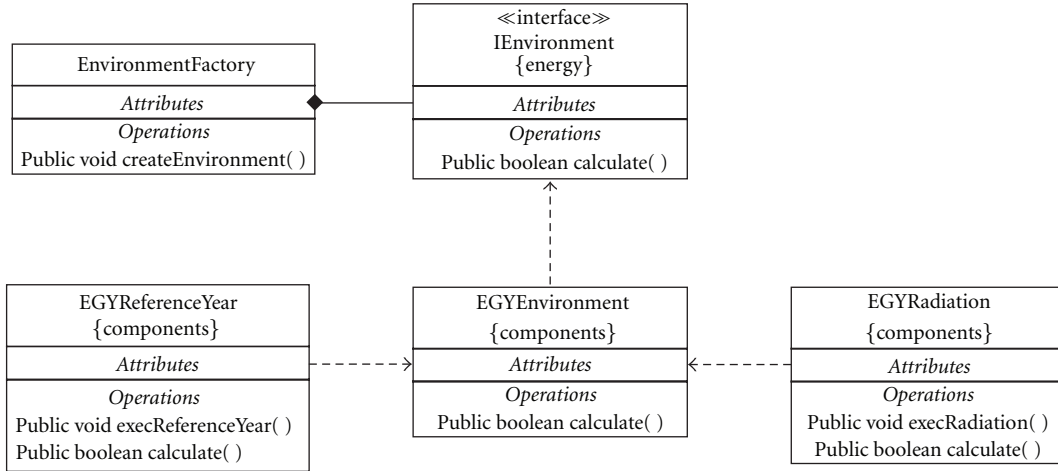 EnvironmentFactory
Attributes
Operations
Public void createEnvironment( )
≪interface≫
IEnvironment
{energy}
Attributes
Operations
Public boolean calculate( )
EGYReferenceYear
{components}
Attributes
Operations
Public void execReferenceYear( )
Public boolean calculate( )
EGYEnvironment
{components}
Attributes
Operations
Public boolean calculate( )
EGYRadiation
{components}
Attributes
Operations
Public void execRadiation( )
Public boolean calculate( )